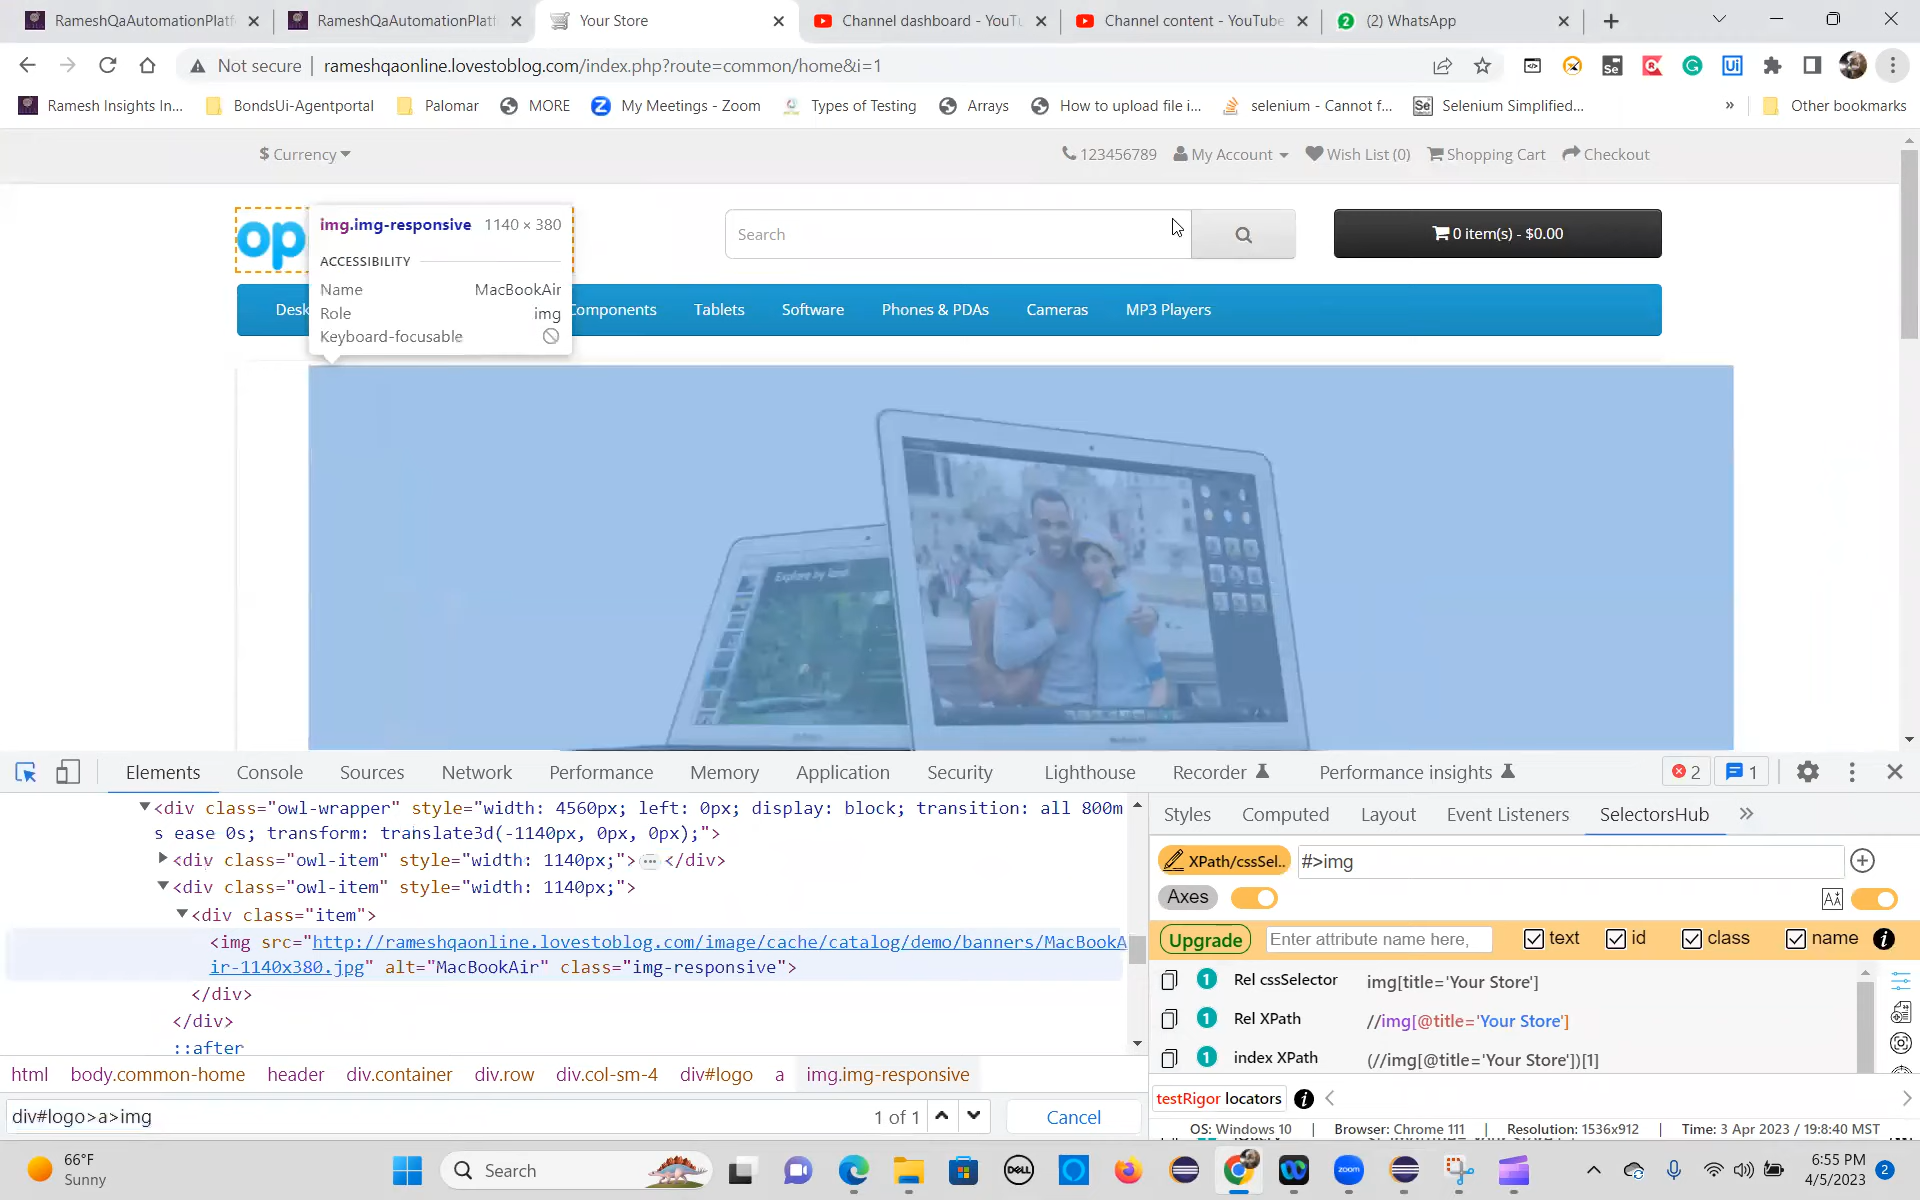 RameshQaAutomationPlatf
RameshQaAutomationPlat
Your Store
Channel dashboard - YouTu
Channel content - YouTube
(2) WhatsApp
Not secure
rameshqaonline.lovestoblog.com/index.php?route=common/home&i=1
Ramesh Insights In...
BondsUi-Agentportal
Palomar
MORE
My Meetings - Zoom
Types of Testing
Arrays
How to upload file i...
selenium - Cannot f...
Selenium Simplified...
»
Other bookmarks
$ Currency
123456789
My Account
Wish List (0)
Shopping Cart
Checkout
op
img.img-responsive 1140 × 380
ACCESSIBILITY
Name MacBookAir
Role img
Keyboard-focusable
Search
0 item(s) - $0.00
Desk
Components
Tablets
Software
Phones & PDAs
Cameras
MP3 Players
Explore by land
Elements
Console
Sources
Network
Performance
Memory
Application
Security
Lighthouse
Recorder
Performance insights
2
1
<div class="owl-wrapper" style="width: 4560px; left: 0px; display: block; transition: all 800m
s ease 0s; transform: translate3d(-1140px, 0px, 0px);">
<div class="owl-item" style="width: 1140px;"> ••• </div>
<div class="owl-item" style="width: 1140px;">
<div class="item">
<img src="http://rameshqaonline.lovestoblog.com/image/cache/catalog/demo/banners/MacBookA
ir-1140x380.jpg" alt="MacBookAir" class="img-responsive">
</div>
</div>
::after
html body.common-home header div.container div.row div.col-sm-4 div#logo a img.img-responsive
div#logo>a>img
1 of 1
Cancel
Styles
Computed
Layout
Event Listeners
SelectorsHub
»
XPath/cssSel..
#>img
Axes
Upgrade
Enter attribute name here,
text
id
class
name
1 Rel cssSelector img[title='Your Store']
1 Rel XPath //img[@title='Your Store']
1 index XPath (//img[@title='Your Store'])[1]
testRigor locators
OS: Windows 10 | Browser: Chrome 111 | Resolution: 1536x912 | Time: 3 Apr 2023 / 19:8:40 MST
66°F
Sunny
Search
DELL
zoom
6:55 PM
4/5/2023
2